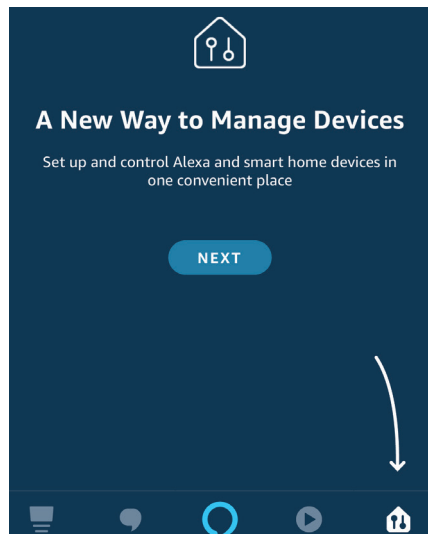 A New Way to Manage Devices
Set up and control Alexa and smart home devices in
one convenient place
NEXT